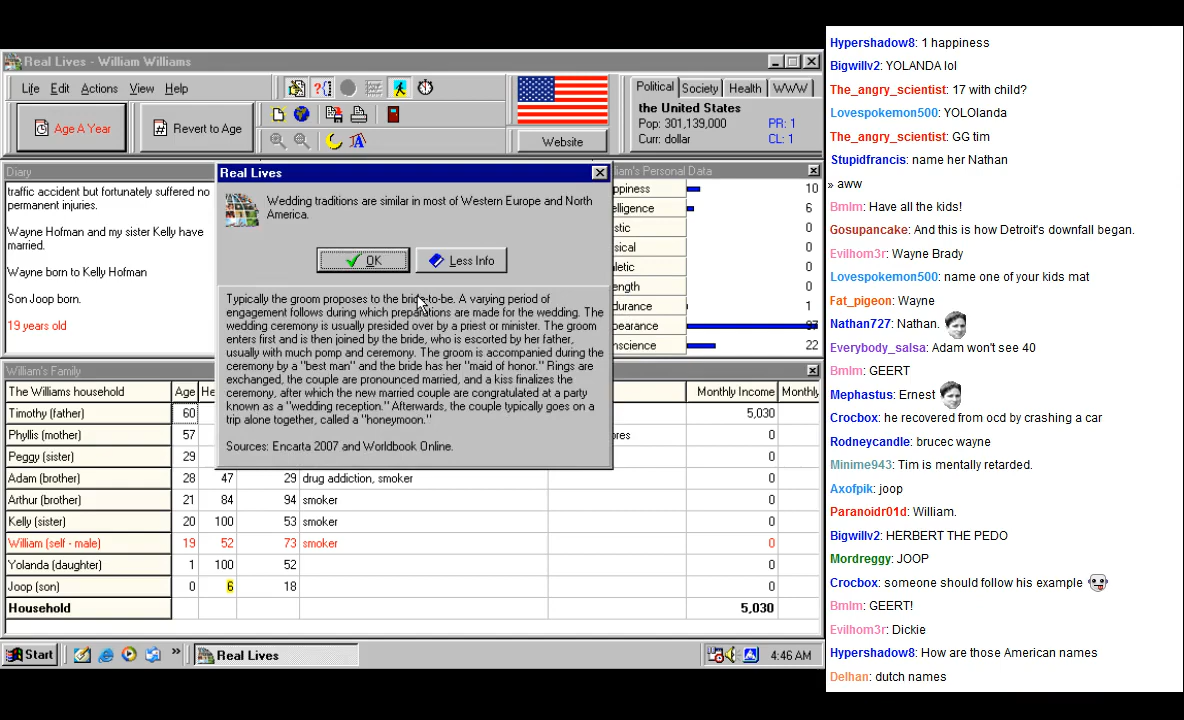 Real Lives - William Williams
Life Edit Actions View Help
Age A Year
Revert to Age
Website
Political Society Health WWW
the United States
Pop: 301,139,000 PR: 1
Curr: dollar CL: 1
Diary
traffic accident but fortunately suffered no
permanent injuries.
Wayne Hofman and my sister Kelly have
married.
Wayne born to Kelly Hofman
Son Joop born.
19 years old
Real Lives
Wedding traditions are similar in most of Western Europe and North
America.
OK Less Info
Typically the groom proposes to the bride-to-be. A varying period of
engagement follows during which preparations are made for the wedding. The
wedding ceremony is usually presided over by a priest or minister. The groom
enters first and is then joined by the bride, who is escorted by her father,
usually with much pomp and ceremony. The groom is accompanied during the
ceremony by a "best man" and the bride has her "maid of honor." Rings are
exchanged, the couple are pronounced married, and a kiss finalizes the
ceremony, after which the new married couple are congratulated at a party
known as a "wedding reception." Afterwards, the couple typically goes on a
trip alone together, called a "honeymoon."
Sources: Encarta 2007 and Worldbook Online.
iam's Personal Data
ppiness 10
elligence 6
stic 0
sical 0
letic 0
ength 0
durance 1
pearance 97
nscience 22
William's Family
The Williams household Age He Monthly Income Monthly
Timothy (father) 60 5,030
Phyllis (mother) 57 ores 0
Peggy (sister) 29 0
Adam (brother) 28 47 29 drug addiction, smoker 0
Arthur (brother) 21 84 94 smoker 0
Kelly (sister) 20 100 53 smoker 0
William (self - male) 19 52 73 smoker 0
Yolanda (daughter) 1 100 52 0
Joop (son) 0 6 18 0
Household 5,030
Start » Real Lives 4:46 AM
Hypershadow8: 1 happiness
Bigwillv2: YOLANDA lol
The_angry_scientist: 17 with child?
Lovespokemon500: YOLOlanda
The_angry_scientist: GG tim
Stupidfrancis: name her Nathan
» aww
Bmlm: Have all the kids!
Gosupancake: And this is how Detroit's downfall began.
Evilhom3r: Wayne Brady
Lovespokemon500: name one of your kids mat
Fat_pigeon: Wayne
Nathan727: Nathan.
Everybody_salsa: Adam won't see 40
Bmlm: GEERT
Mephastus: Ernest
Crocbox: he recovered from ocd by crashing a car
Rodneycandle: brucec wayne
Minime943: Tim is mentally retarded.
Axofpik: joop
Paranoidr01d: William.
Bigwillv2: HERBERT THE PEDO
Mordreggy: JOOP
Crocbox: someone should follow his example
Bmlm: GEERT!
Evilhom3r: Dickie
Hypershadow8: How are those American names
Delhan: dutch names